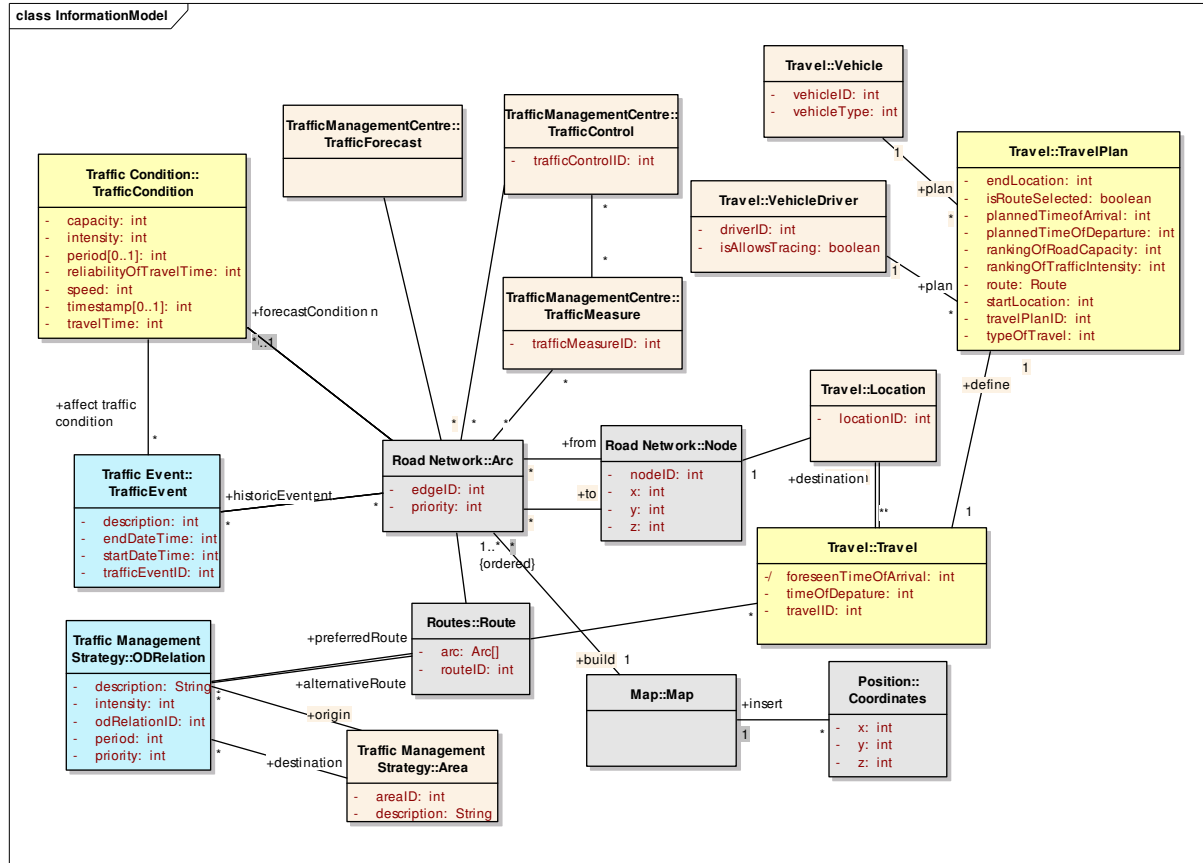 class InformationModel
Travel::Vehicle
- vehicleID: int
- vehicleType: int
TrafficManagementCentre::
TrafficForecast
TrafficManagementCentre::
TrafficControl
- trafficControlID: int
Travel::TravelPlan
- endLocation: int
- isRouteSelected: boolean
- plannedTimeofArrival: int
- plannedTimeOfDeparture: int
- rankingOfRoadCapacity: int
- rankingOfTrafficIntensity: int
- route: Route
- startLocation: int
- travelPlanID: int
- typeOfTravel: int
1
+plan
*
Traffic Condition::
TrafficCondition
- capacity: int
- intensity: int
- period[0..1]: int
- reliabilityOfTravelTime: int
- speed: int
- timestamp[0..1]: int
- travelTime: int
Travel::VehicleDriver
- driverID: int
- isAllowsTracing: boolean
1
+plan
*
*
*
TrafficManagementCentre::
TrafficMeasure
- trafficMeasureID: int
*
+forecastCondition n
*..1
1
+define
1
Travel::Location
- locationID: int
+affect traffic
condition
*
* * *
Road Network::Arc
- edgeID: int
- priority: int
+from
*
+to
*
Road Network::Node
- nodeID: int
- x: int
- y: int
- z: int
1
+destination
**
Traffic Event::
TrafficEvent
- description: int
- endDateTime: int
- startDateTime: int
- trafficEventID: int
+historicEventent
*
*
1..* *
{ordered}
Travel::Travel
-/ foreseenTimeOfArrival: int
- timeOfDepature: int
- travelID: int
*
Routes::Route
- arc: Arc[]
- routeID: int
+preferredRoute
+alternativeRoute
Traffic Management
Strategy::ODRelation
- description: String
- intensity: int
- odRelationID: int
- period: int
- priority: int
*
*
*
+origin
+destination
+build 1
Map::Map
+insert
1
*
Position::
Coordinates
- x: int
- y: int
- z: int
Traffic Management
Strategy::Area
- areaID: int
- description: String